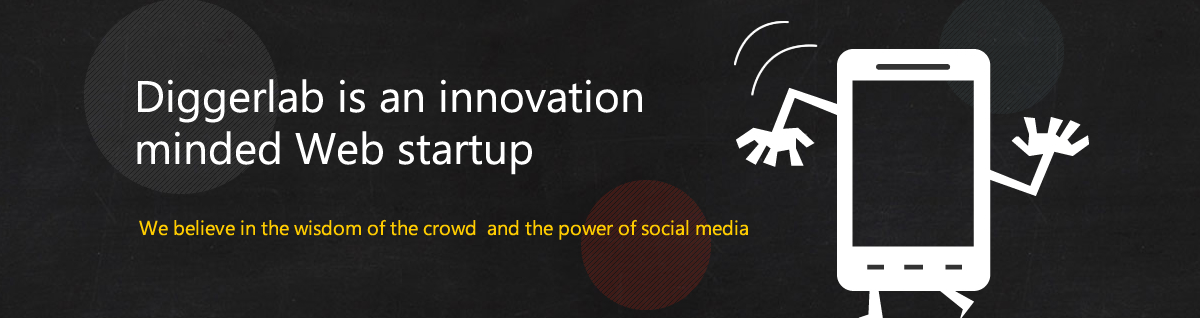 Diggerlab is an innovation
minded Web startup
We believe in the wisdom of the crowd  and the power of social media